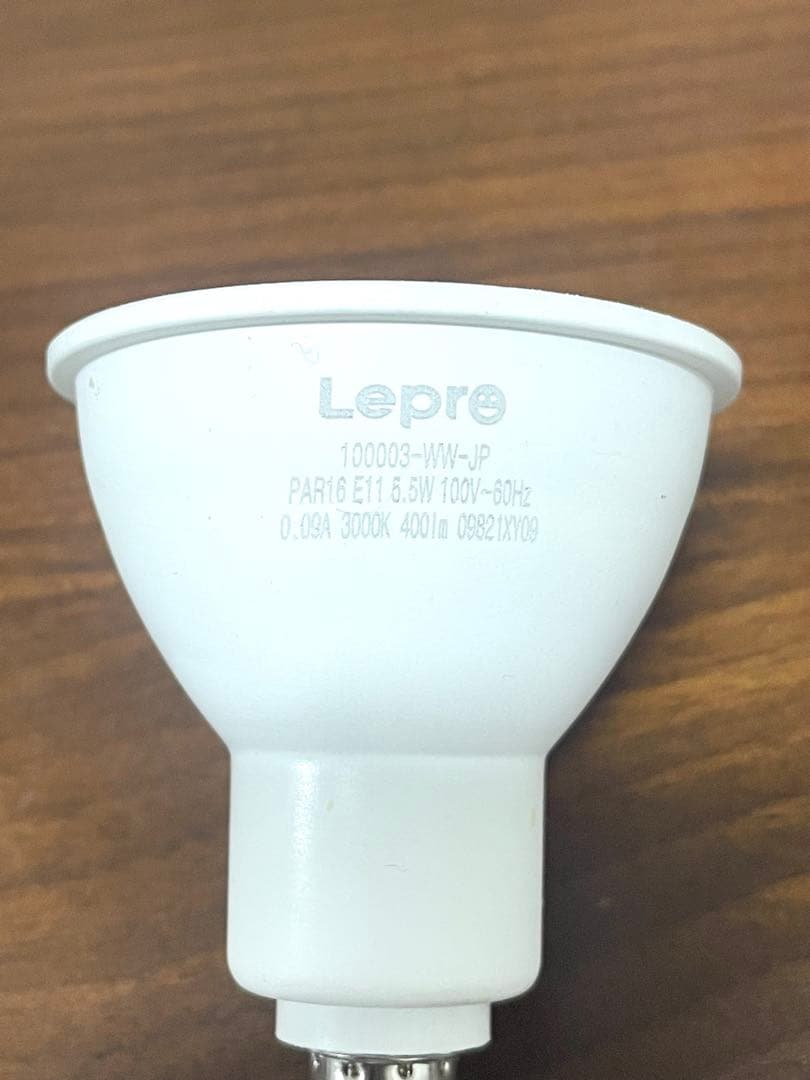 Lepro
100003-WW-JP
PAR16 E11 5.5W 100V~60Hz
0.09A 3000K 400lm 09821XY09